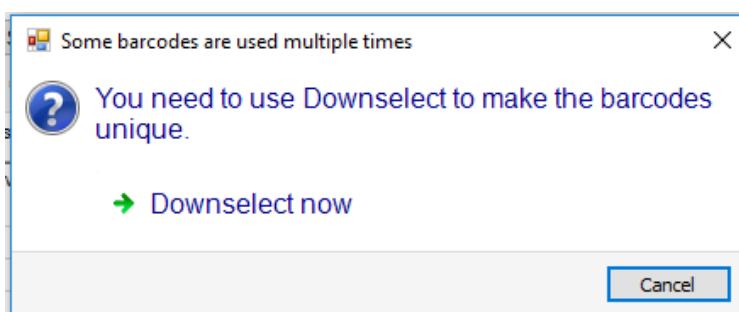 Some barcodes are used multiple times
You need to use Downselect to make the barcodes
unique.
Downselect now
Cancel